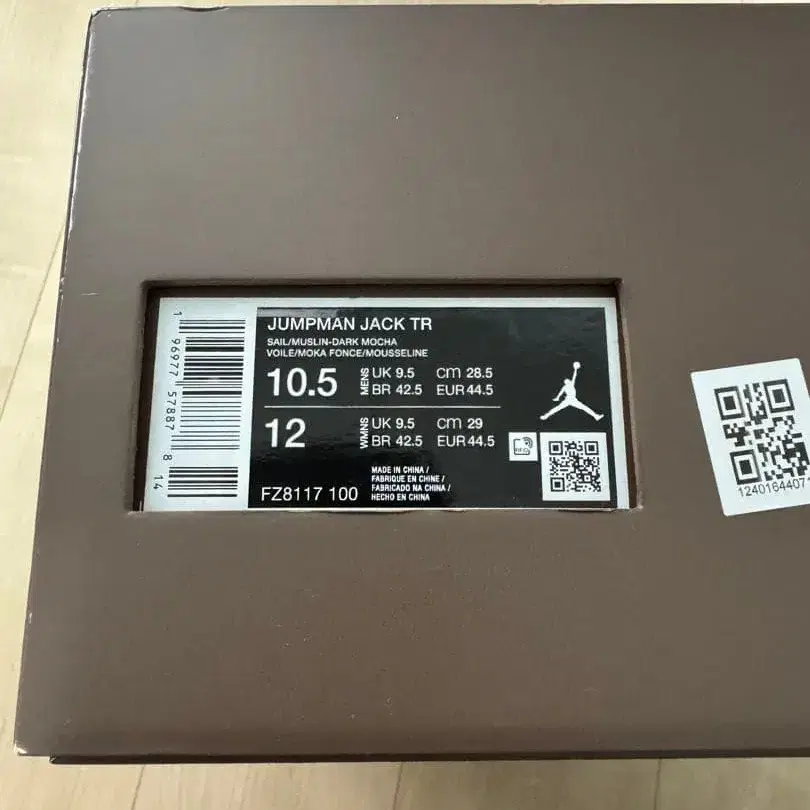 JUMPMAN JACK TR
SAIL/MUSLIN-DARK MOCHA
VOILE/MOKA FONCE/MOUSSELINE
10.5 MENS UK 9.5 cm 28.5
BR 42.5 EUR 44.5
12 WMNS UK 9.5 cm 29
BR 42.5 EUR 44.5
MADE IN CHINA /
FABRIQUE EN CHINE /
FABRICADO NA CHINA /
HECHO EN CHINA
FZ8117 100
1 96977 57887 8 14
1240164407